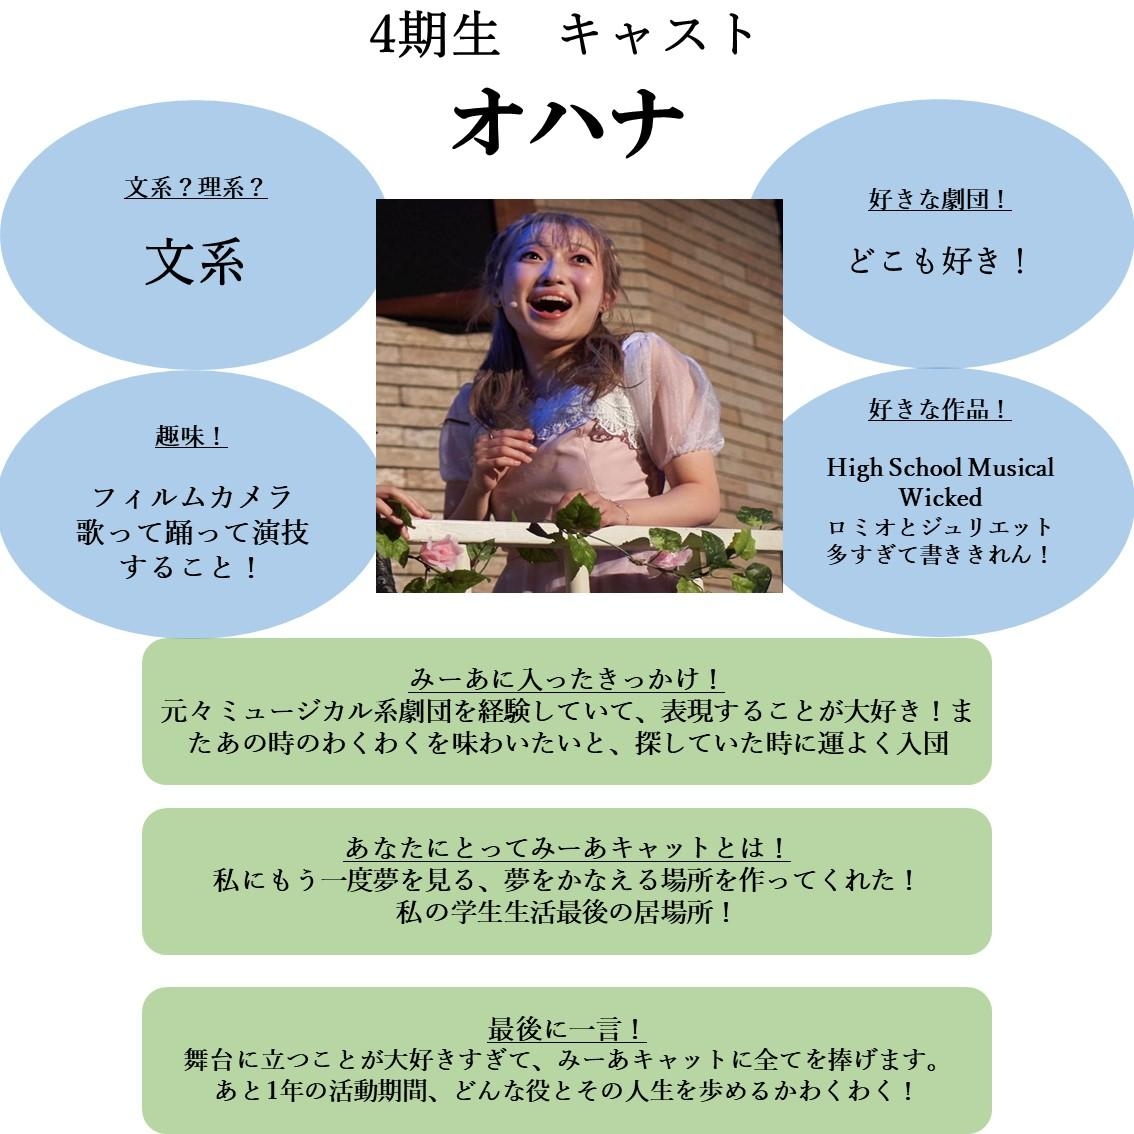 4期生　キャスト
オハナ
文系？理系？
文系
好きな劇団！
どこも好き！
趣味！
フィルムカメラ
歌って踊って演技
すること！
好きな作品！
High School Musical
Wicked
ロミオとジュリエット
多すぎて書ききれん！
みーあに入ったきっかけ！
元々ミュージカル系劇団を経験していて、表現することが大好き！ま
たあの時のわくわくを味わいたいと、探していた時に運よく入団
あなたにとってみーあキャットとは！
私にもう一度夢を見る、夢をかなえる場所を作ってくれた！
私の学生生活最後の居場所！
最後に一言！
舞台に立つことが大好きすぎて、みーあキャットに全てを捧げます。
あと1年の活動期間、どんな役とその人生を歩めるかわくわく！